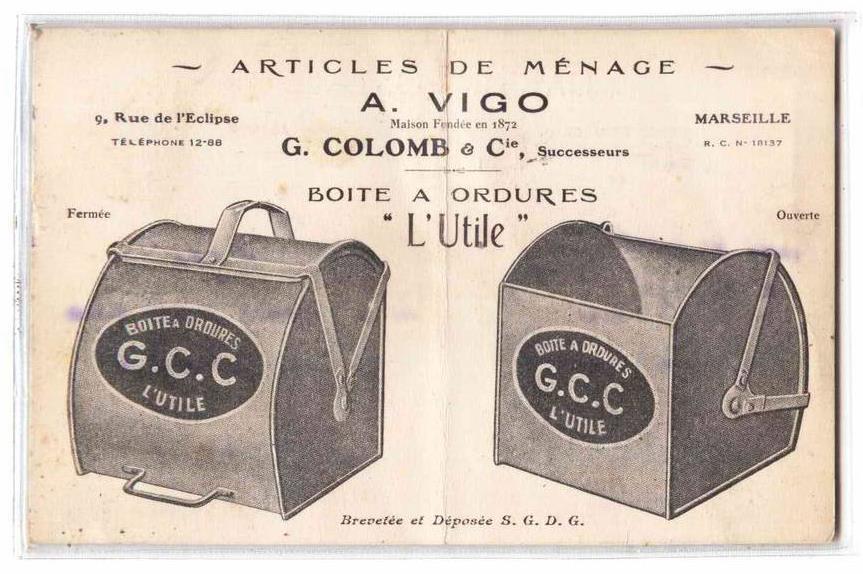 ~ ARTICLES DE MÉNAGE ~
A. VIGO
9, Rue de l'Eclipse
Maison Fondée en 1872
MARSEILLE
TÉLÉPHONE 12-88
G. COLOMB & Cie, Successeurs
R. C. N° 18137
BOITE A ORDURES
Fermée
" L'Utile "
Ouverte
BOITE A ORDURES
G.C.C
L'UTILE
BOITE A ORDURES
G.C.C
L'UTILE
Brevetée et Déposée S. G. D. G.